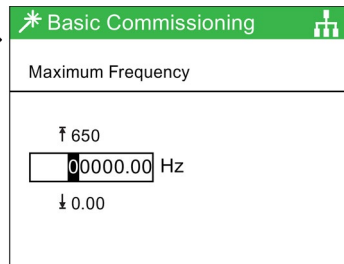 Basic Commissioning
Maximum Frequency
650
00000.00 Hz
0.00